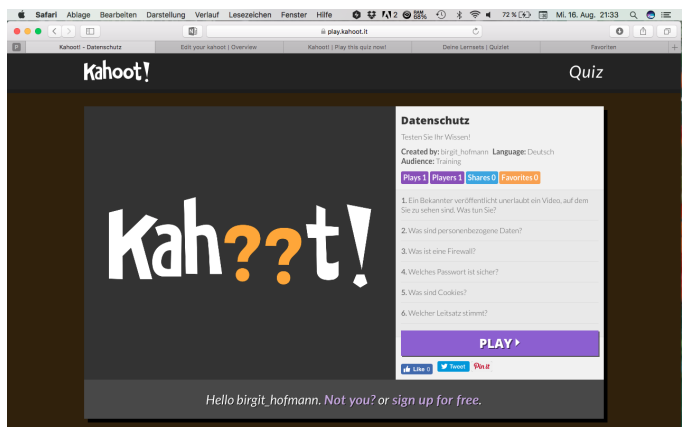 Safari Ablage Bearbeiten Darstellung Verlauf Lesezeichen Fenster Hilfe 72 % Mi. 16. Aug. 21:33
play.kahoot.it
Kahoot! - Datenschutz Edit your kahoot | Overview Kahoot! | Play this quiz now! Deine Lernsets | Quizlet Favoriten
Kahoot! Quiz
Kah??t!
Datenschutz
Testen Sie Ihr Wissen!
Created by: birgit_hofmann Language: Deutsch
Audience: Training
Plays 1 Players 1 Shares 0 Favorites 0
1. Ein Bekannter veröffentlicht unerlaubt ein Video, auf dem
Sie zu sehen sind. Was tun Sie?
2. Was sind personenbezogene Daten?
3. Was ist eine Firewall?
4. Welches Passwort ist sicher?
5. Was sind Cookies?
6. Welcher Leitsatz stimmt?
PLAY
Like 0 Tweet Pin it
Hello birgit_hofmann. Not you? or sign up for free.